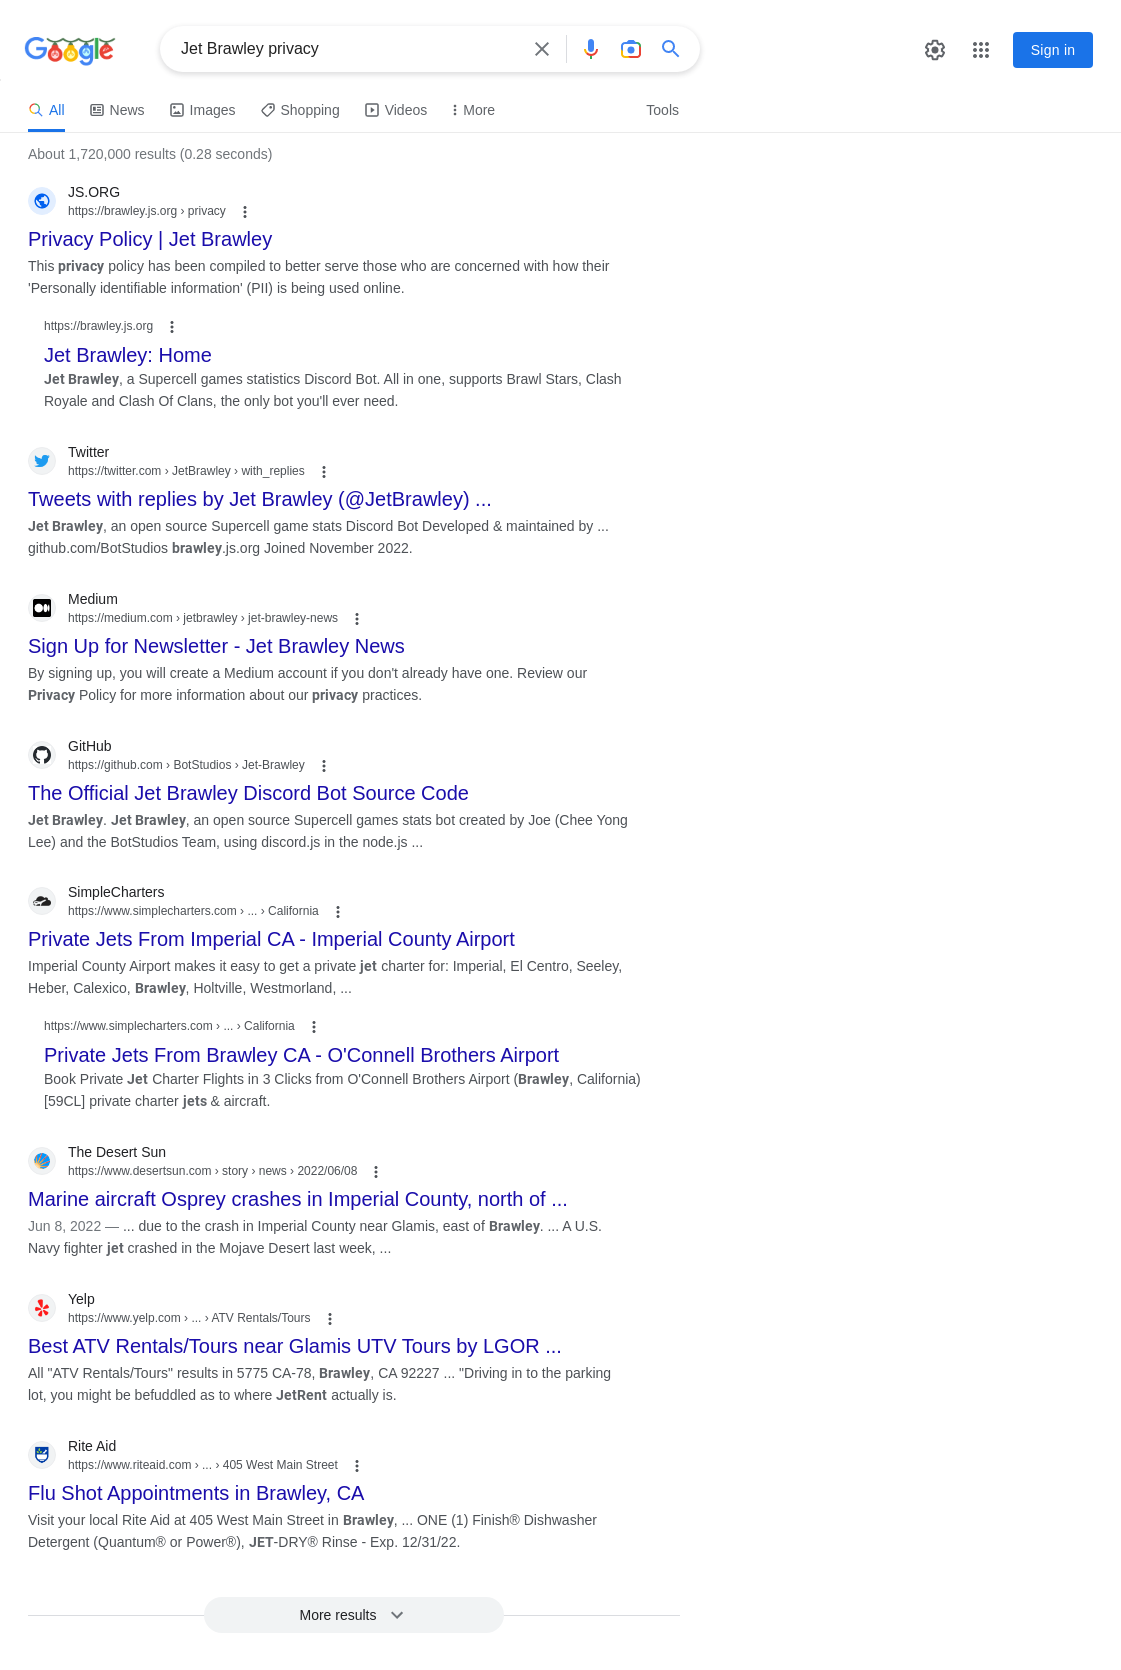 Google
Jet Brawley privacy
Sign in
All
News
Images
Shopping
Videos
More
Tools
About 1,720,000 results (0.28 seconds)
JS.ORG
https://brawley.js.org › privacy
Privacy Policy | Jet Brawley
This privacy policy has been compiled to better serve those who are concerned with how their
'Personally identifiable information' (PII) is being used online.
https://brawley.js.org
Jet Brawley: Home
Jet Brawley, a Supercell games statistics Discord Bot. All in one, supports Brawl Stars, Clash
Royale and Clash Of Clans, the only bot you'll ever need.
Twitter
https://twitter.com › JetBrawley › with_replies
Tweets with replies by Jet Brawley (@JetBrawley) ...
Jet Brawley, an open source Supercell game stats Discord Bot Developed & maintained by ...
github.com/BotStudios brawley.js.org Joined November 2022.
Medium
https://medium.com › jetbrawley › jet-brawley-news
Sign Up for Newsletter - Jet Brawley News
By signing up, you will create a Medium account if you don't already have one. Review our
Privacy Policy for more information about our privacy practices.
GitHub
https://github.com › BotStudios › Jet-Brawley
The Official Jet Brawley Discord Bot Source Code
Jet Brawley. Jet Brawley, an open source Supercell games stats bot created by Joe (Chee Yong
Lee) and the BotStudios Team, using discord.js in the node.js ...
SimpleCharters
https://www.simplecharters.com › ... › California
Private Jets From Imperial CA - Imperial County Airport
Imperial County Airport makes it easy to get a private jet charter for: Imperial, El Centro, Seeley,
Heber, Calexico, Brawley, Holtville, Westmorland, ...
https://www.simplecharters.com › ... › California
Private Jets From Brawley CA - O'Connell Brothers Airport
Book Private Jet Charter Flights in 3 Clicks from O'Connell Brothers Airport (Brawley, California)
[59CL] private charter jets & aircraft.
The Desert Sun
https://www.desertsun.com › story › news › 2022/06/08
Marine aircraft Osprey crashes in Imperial County, north of ...
Jun 8, 2022 — ... due to the crash in Imperial County near Glamis, east of Brawley. ... A U.S.
Navy fighter jet crashed in the Mojave Desert last week, ...
Yelp
https://www.yelp.com › ... › ATV Rentals/Tours
Best ATV Rentals/Tours near Glamis UTV Tours by LGOR ...
All "ATV Rentals/Tours" results in 5775 CA-78, Brawley, CA 92227 ... "Driving in to the parking
lot, you might be befuddled as to where JetRent actually is.
Rite Aid
https://www.riteaid.com › ... › 405 West Main Street
Flu Shot Appointments in Brawley, CA
Visit your local Rite Aid at 405 West Main Street in Brawley, ... ONE (1) Finish® Dishwasher
Detergent (Quantum® or Power®), JET-DRY® Rinse - Exp. 12/31/22.
More results